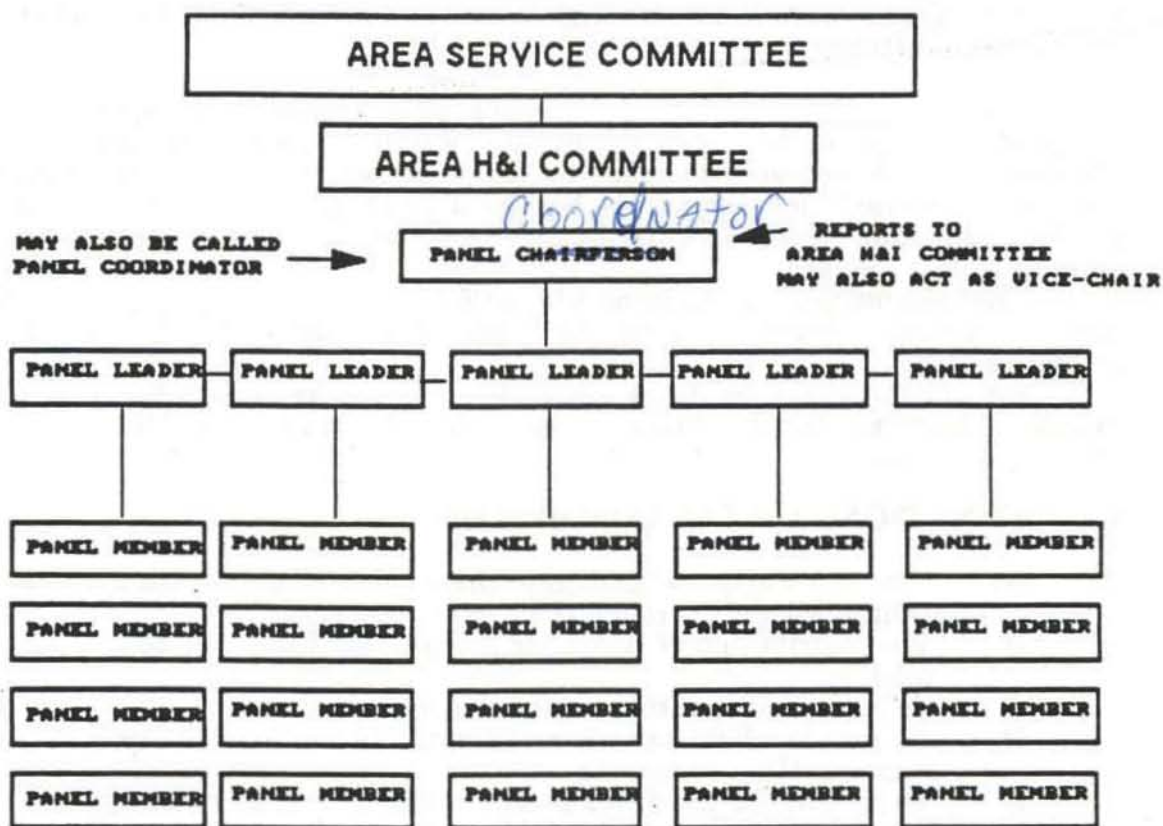 AREA SERVICE COMMITTEE
AREA H&I COMMITTEE
Coordnator
MAY ALSO BE CALLED
PANEL COORDINATOR
PANEL CHAIRPERSON
REPORTS TO
AREA H&I COMMITTEE
MAY ALSO ACT AS VICE-CHAIR
PANEL LEADER PANEL LEADER PANEL LEADER PANEL LEADER PANEL LEADER
PANEL MEMBER PANEL MEMBER PANEL MEMBER PANEL MEMBER PANEL MEMBER
PANEL MEMBER PANEL MEMBER PANEL MEMBER PANEL MEMBER PANEL MEMBER
PANEL MEMBER PANEL MEMBER PANEL MEMBER PANEL MEMBER PANEL MEMBER
PANEL MEMBER PANEL MEMBER PANEL MEMBER PANEL MEMBER PANEL MEMBER